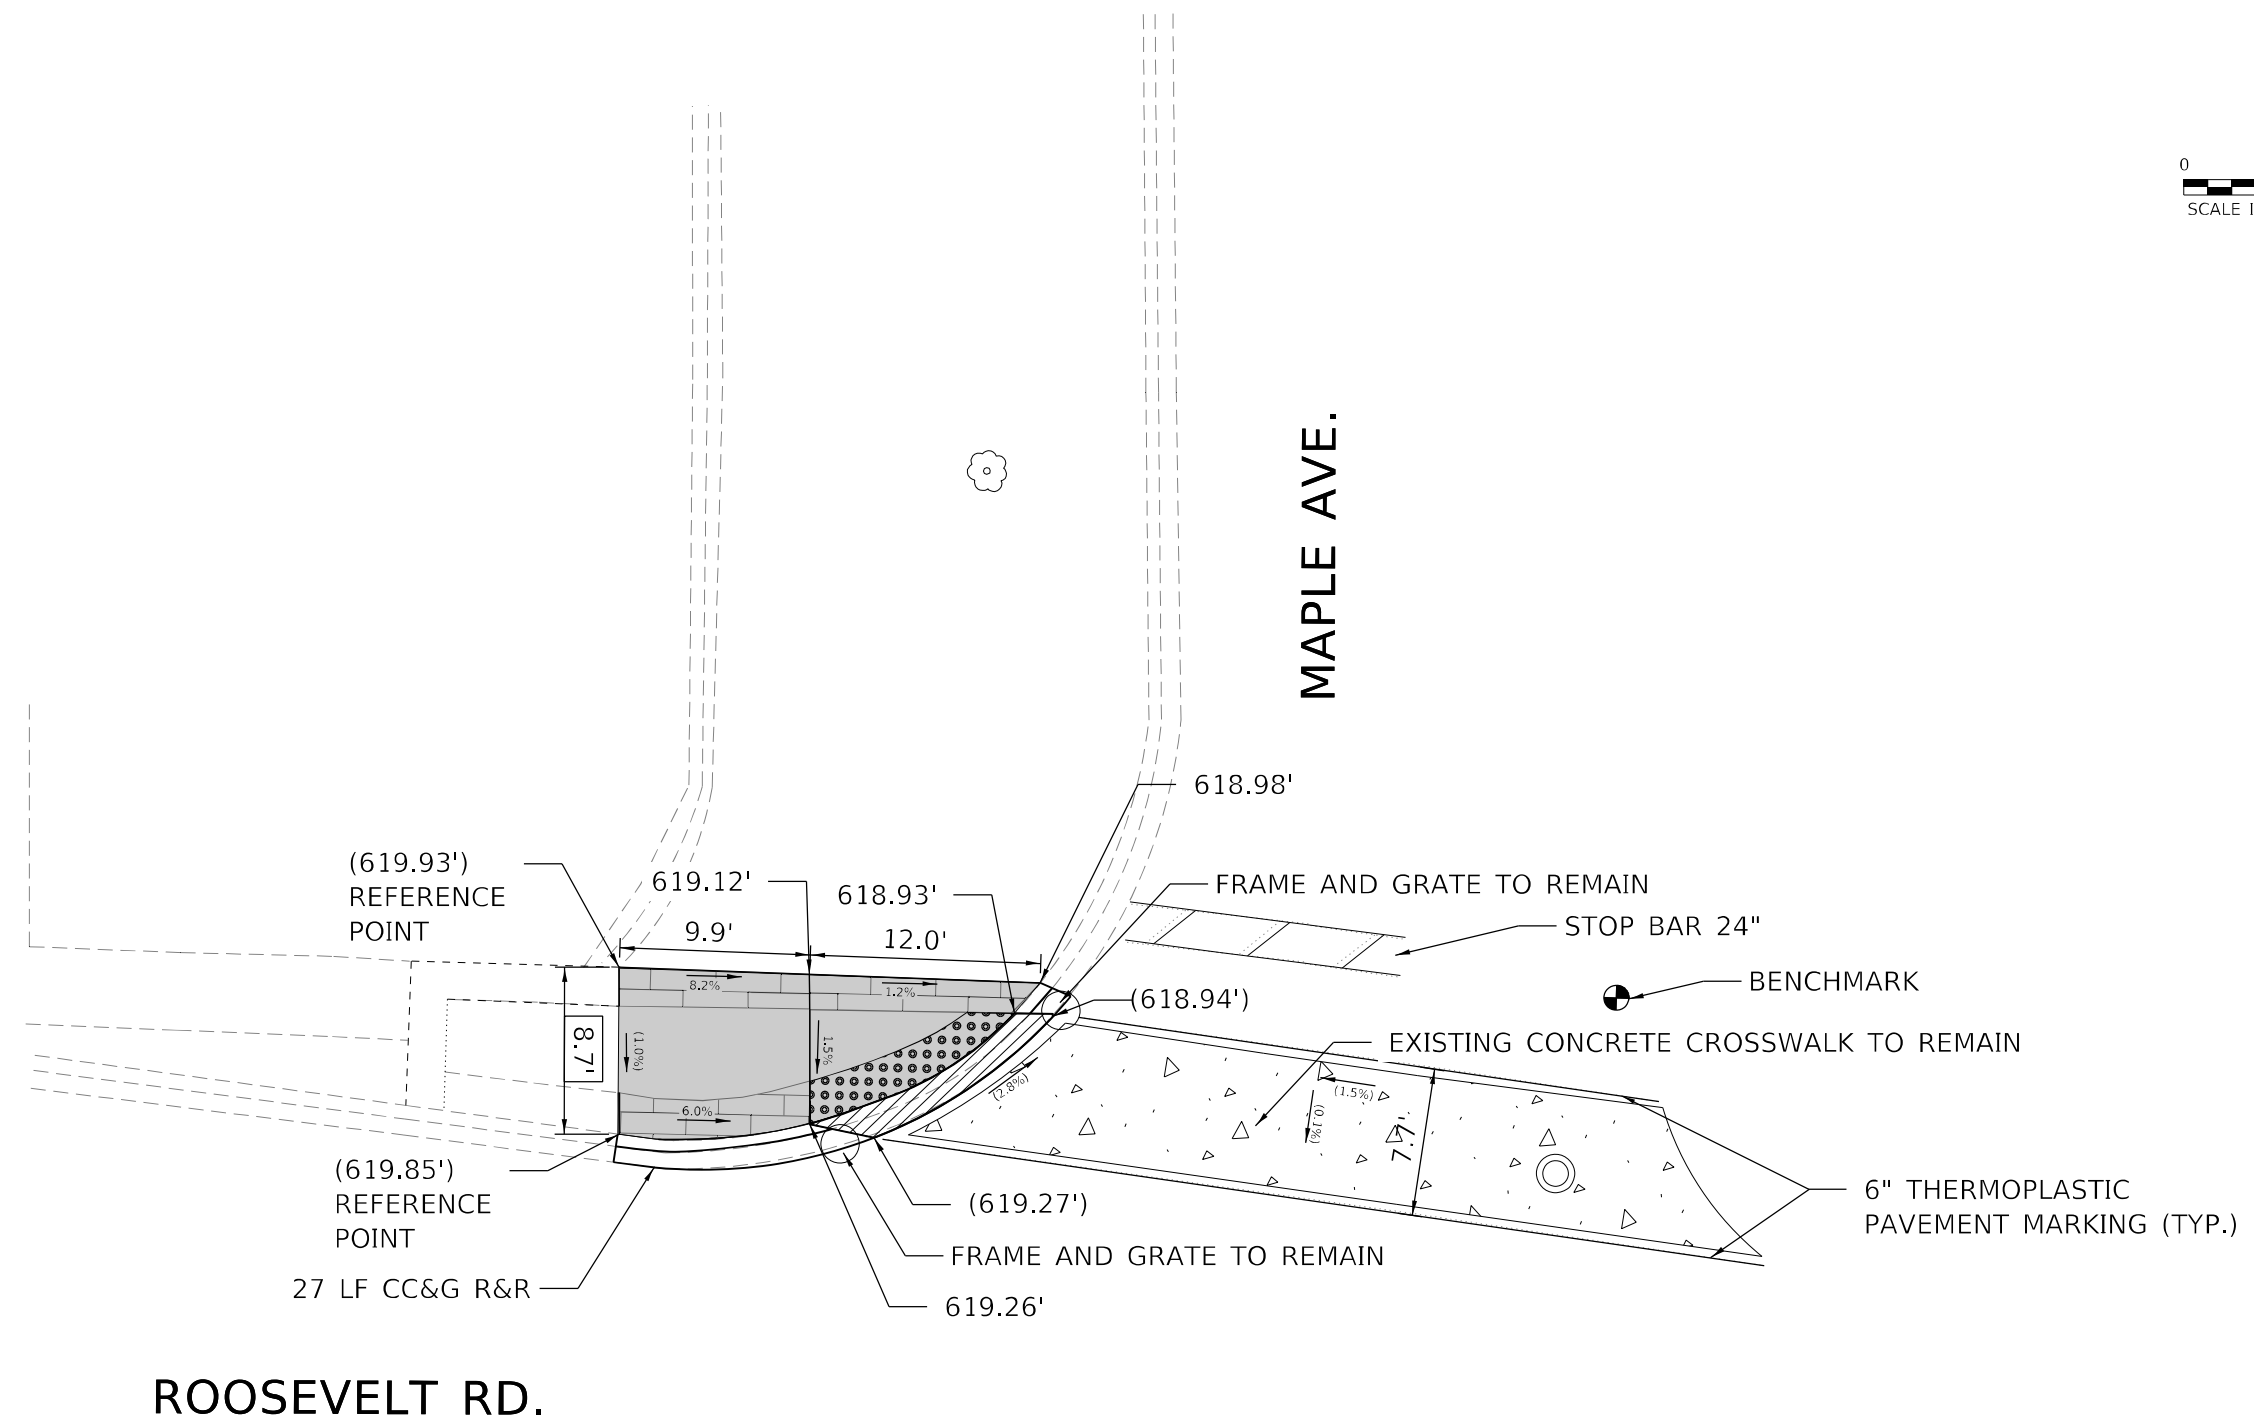 0
SCALE I
MAPLE AVE.
618.98'
(619.93')
REFERENCE
POINT
619.12'
618.93'
FRAME AND GRATE TO REMAIN
STOP BAR 24"
9.9'
12.0'
BENCHMARK
8.2%
1.2%
(618.94')
EXISTING CONCRETE CROSSWALK TO REMAIN
8.7'
(1.0%)
1.5%
(2.8%)
(1.5%)
(0.1%)
7.7'
6.0%
(619.85')
REFERENCE
POINT
(619.27')
6" THERMOPLASTIC
PAVEMENT MARKING (TYP.)
FRAME AND GRATE TO REMAIN
27 LF CC&G R&R
619.26'
ROOSEVELT RD.